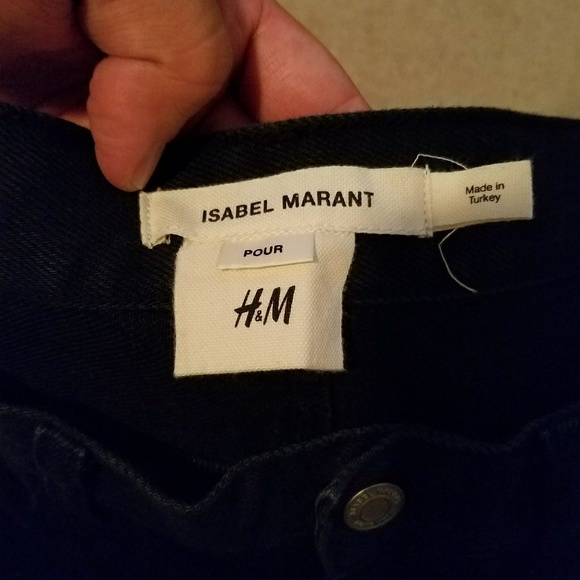 ISABEL MARANT
Made in
Turkey
POUR
H&M